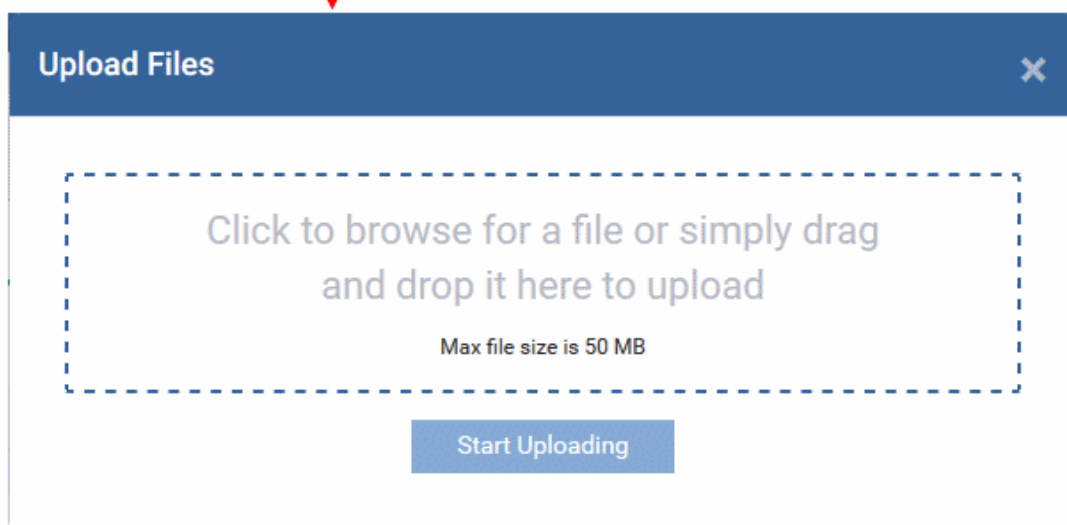 Upload Files
Click to browse for a file or simply drag
and drop it here to upload
Max file size is 50 MB
Start Uploading